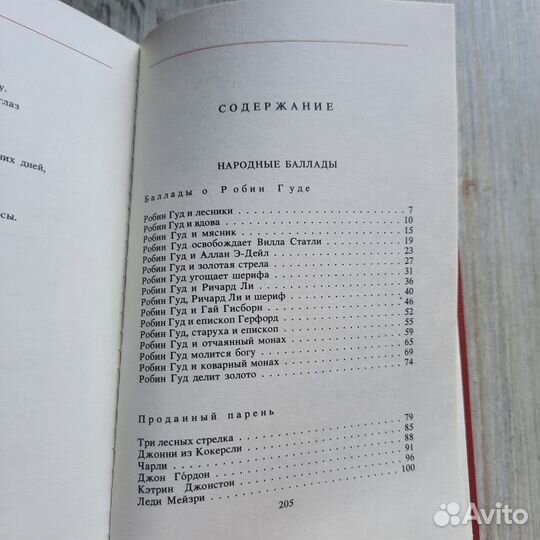 у.
глаз
них дней,
осы.
СОДЕРЖАНИЕ
НАРОДНЫЕ БАЛЛАДЫ
Баллады о Робин Гуде
Робин Гуд и лесники . . . 7
Робин Гуд и вдова . . . 10
Робин Гуд и мясник . . . 15
Робин Гуд освобождает Вилла Статли . . . 19
Робин Гуд и Аллан Э-Дейл . . . 23
Робин Гуд и золотая стрела . . . 27
Робин Гуд угощает шерифа . . . 31
Робин Гуд и Ричард Ли . . . 36
Робин Гуд, Ричард Ли и шериф . . . 40
Робин Гуд и Гай Гисборн . . . 46
Робин Гуд и епископ Герфорд . . . 52
Робин Гуд, старуха и епископ . . . 55
Робин Гуд и отчаянный монах . . . 59
Робин Гуд молится богу . . . 65
Робин Гуд и коварный монах . . . 69
Робин Гуд делит золото . . . 74
Проданный парень
Три лесных стрелка . . . 79
Джонни из Кокерсли . . . 85
Чарли . . . 88
Джон Гóрдон . . . 91
Кэтрин Джонстон . . . 96
Леди Мейзри . . . 100
205
Avito